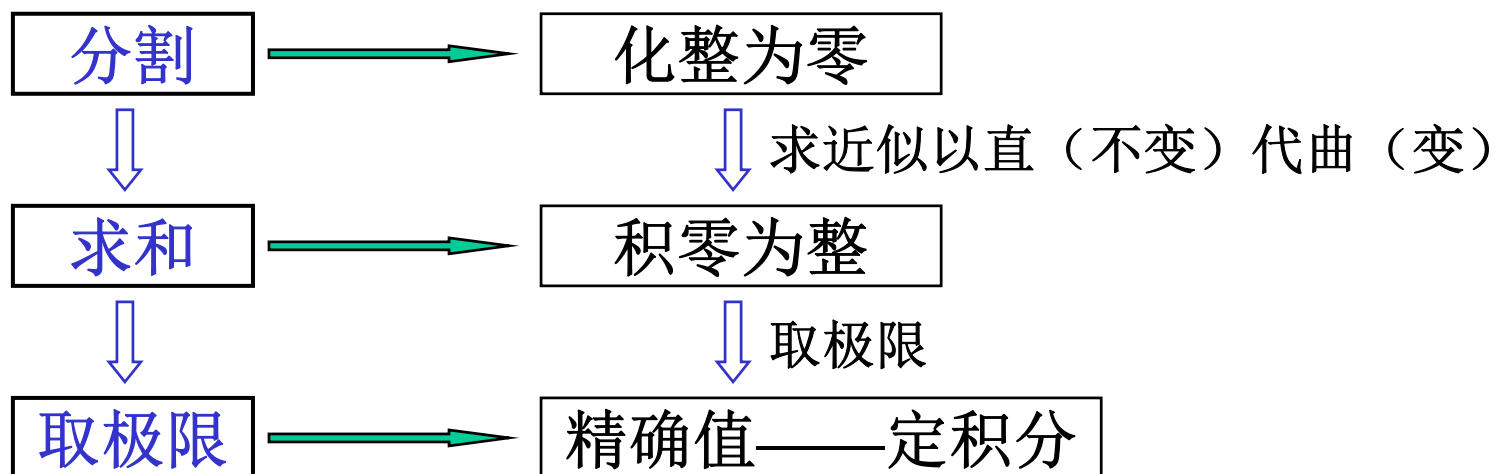 分割 化整为零
求近似以直（不变）代曲（变）
求和 积零为整
取极限
取极限 精确值——定积分